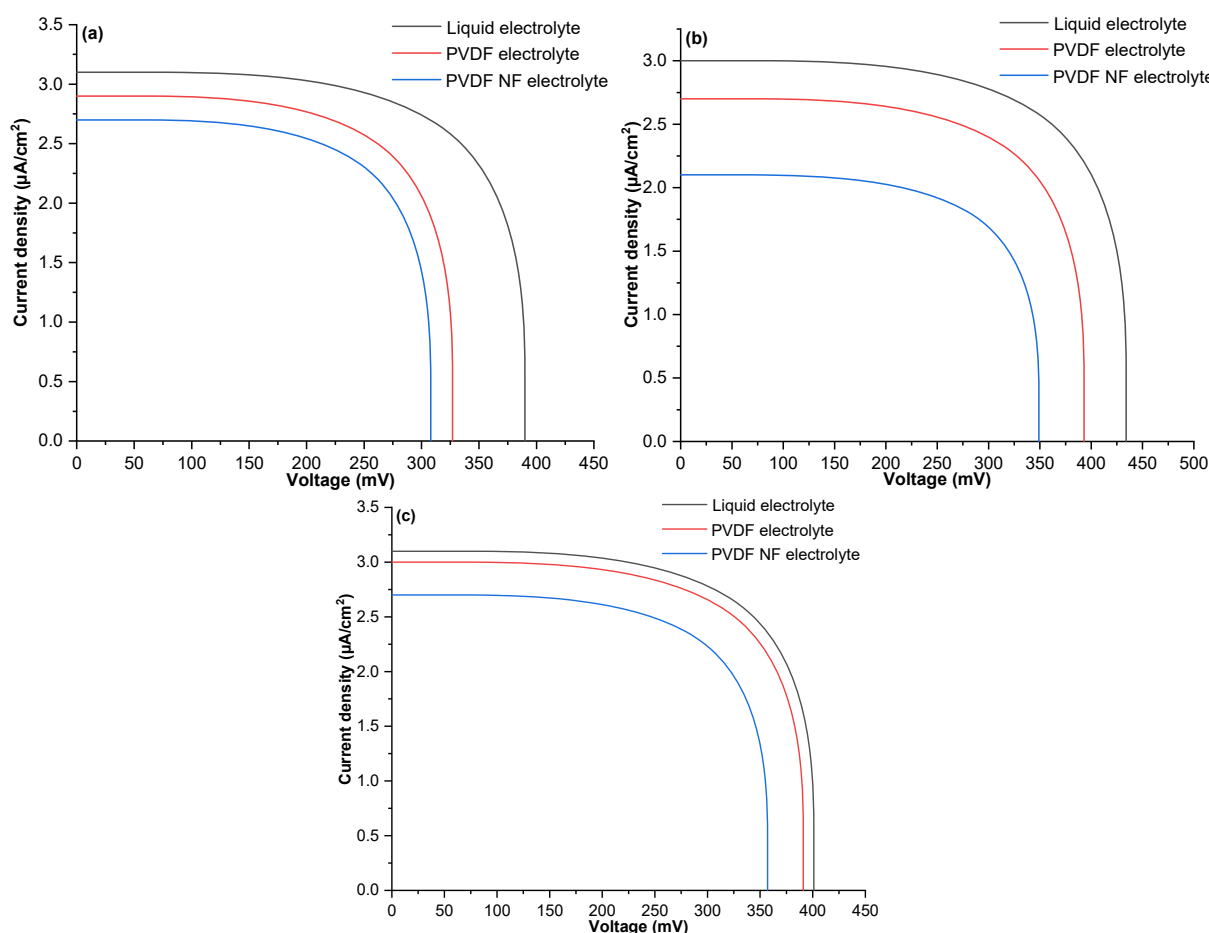 (a)
Liquid electrolyte
PVDF electrolyte
PVDF NF electrolyte
3.5
3.0
2.5
2.0
1.5
1.0
0.5
0.0
Current density (µA/cm²)
0 50 100 150 200 250 300 350 400 450
Voltage (mV)
(b)
Liquid electrolyte
PVDF electrolyte
PVDF NF electrolyte
3.0
2.5
2.0
1.5
1.0
0.5
0.0
Current density (µA/cm²)
0 50 100 150 200 250 300 350 400 450 500
Voltage (mV)
(c)
Liquid electrolyte
PVDF electrolyte
PVDF NF electrolyte
3.5
3.0
2.5
2.0
1.5
1.0
0.5
0.0
Current density (µA/cm²)
0 50 100 150 200 250 300 350 400 450
Voltage (mV)